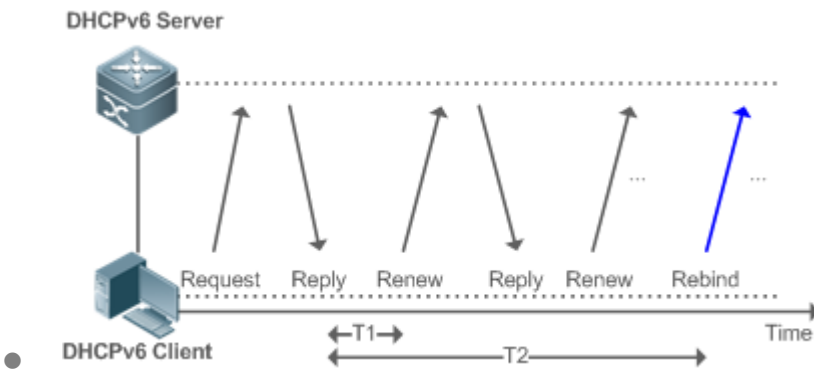 DHCPv6 Server
... ...
Request Reply Renew Reply Renew Rebind
T1
Time
DHCPv6 Client
T2